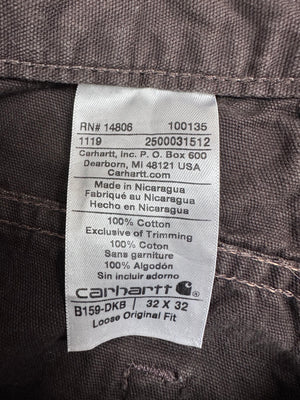 RN# 14806 100135
1119 2500031512
Carhartt, Inc. P. O. Box 600
Dearborn, MI 48121 USA
Carhartt.com
Made in Nicaragua
Fabriqué au Nicaragua
Hecho en Nicaragua
100% Cotton
Exclusive of Trimming
100% Coton
Sans garniture
100% Algodón
Sin incluir adornos
carhartt
B159-DKB 32 X 32
Loose Original Fit